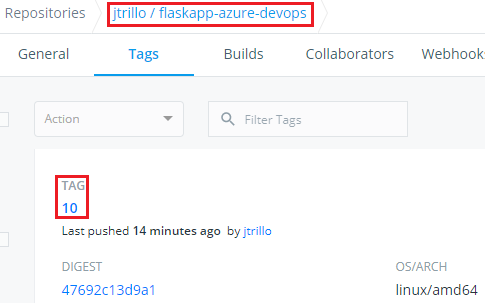 Repositories jtrillo / flaskapp-azure-devops
General Tags Builds Collaborators Webhooks
Action Filter Tags
TAG
10
Last pushed 14 minutes ago by jtrillo
DIGEST OS/ARCH
47692c13d9a1 linux/amd64